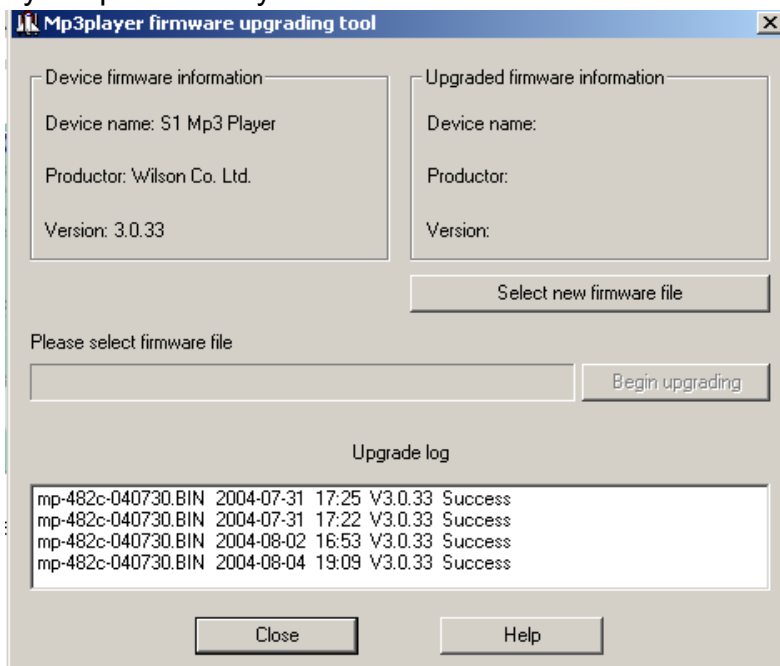 Mp3player firmware upgrading tool
Device firmware information
Device name: S1 Mp3 Player
Productor: Wilson Co. Ltd.
Version: 3.0.33
Upgraded firmware information
Device name:
Productor:
Version:
Select new firmware file
Please select firmware file
Begin upgrading
Upgrade log
mp-482c-040730.BIN 2004-07-31 17:25 V3.0.33 Success
mp-482c-040730.BIN 2004-07-31 17:22 V3.0.33 Success
mp-482c-040730.BIN 2004-08-02 16:53 V3.0.33 Success
mp-482c-040730.BIN 2004-08-04 19:09 V3.0.33 Success
Close
Help